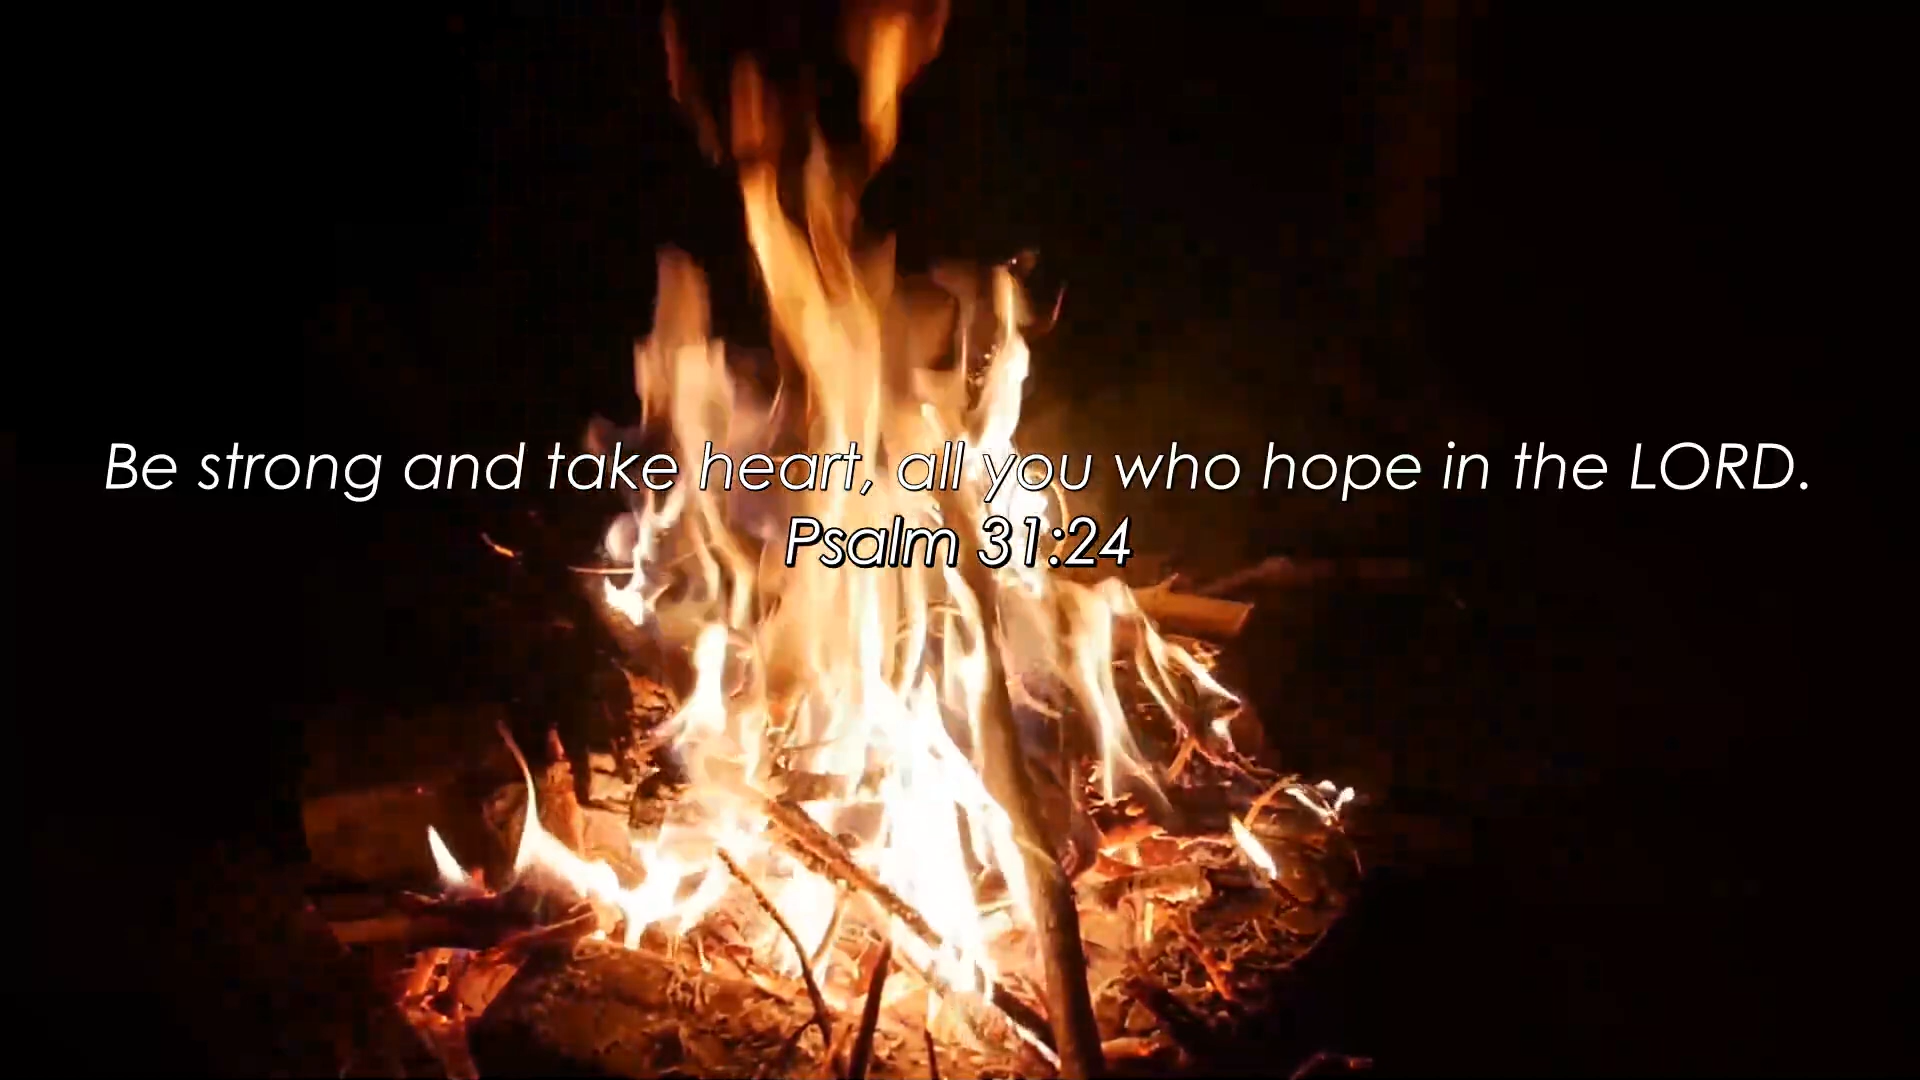 Be strong and take heart, all you who hope in the LORD.
Psalm 31:24